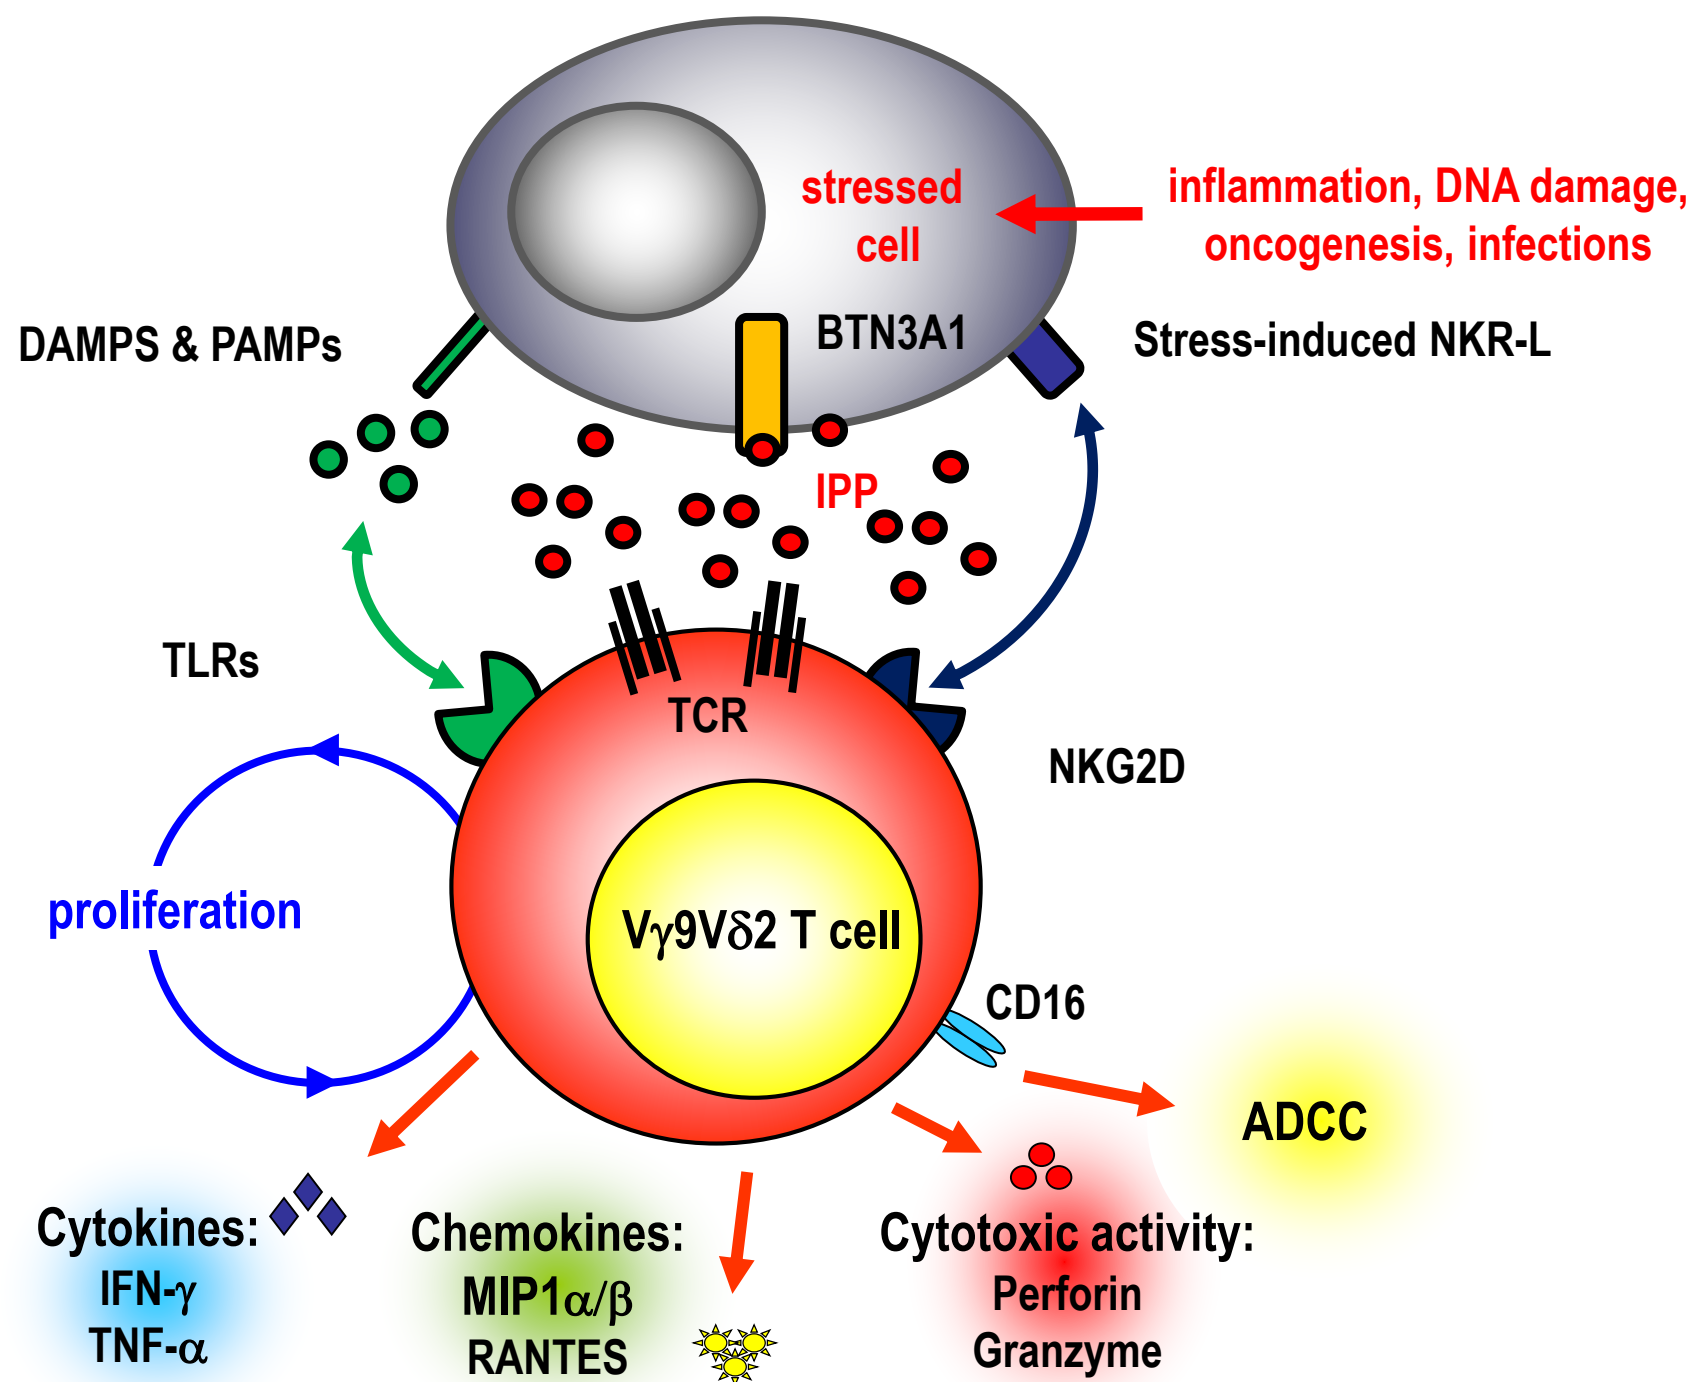 stressed
cell
inflammation, DNA damage,
oncogenesis, infections
DAMPS & PAMPs
BTN3A1
Stress-induced NKR-L
IPP
TLRs
TCR
NKG2D
proliferation
Vγ9Vδ2 T cell
CD16
ADCC
Cytokines:
IFN-γ
TNF-α
Chemokines:
MIP1α/β
RANTES
Cytotoxic activity:
Perforin
Granzyme